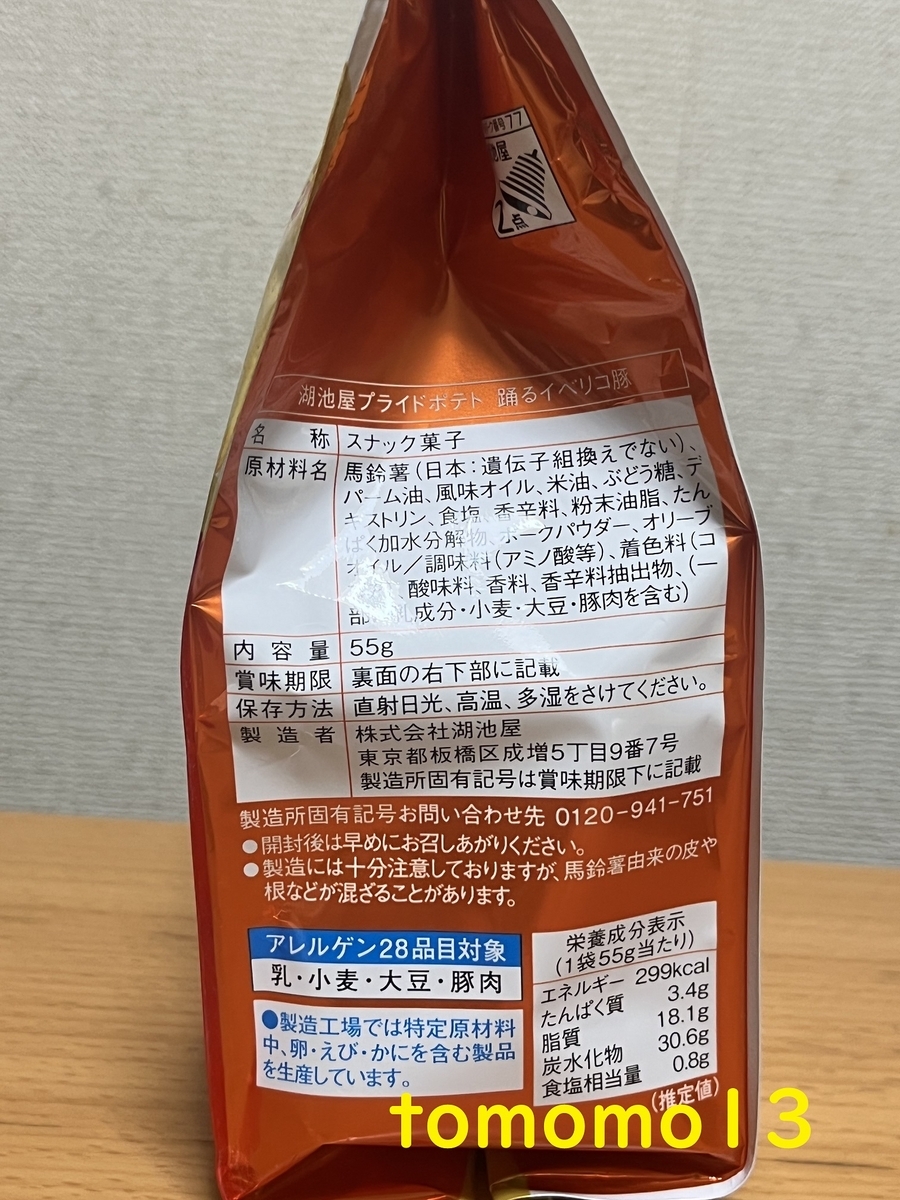 番号77
池屋
2点
湖池屋プライドポテト 踊るイベリコ豚
名称 スナック菓子
原材料名 馬鈴薯(日本:遺伝子組換えでない)、
パーム油、風味オイル、米油、ぶどう糖、デ
キストリン、食塩、香辛料、粉末油脂、たん
ぱく加水分解物、ポークパウダー、オリーブ
オイル/調味料(アミノ酸等)、着色料(コ
、酸味料、香料、香辛料抽出物、(一
部に乳成分・小麦・大豆・豚肉を含む)
内容量 55g
賞味期限 裏面の右下部に記載
保存方法 直射日光、高温、多湿をさけてください。
製造者 株式会社湖池屋
東京都板橋区成増5丁目9番7号
製造所固有記号は賞味期限下に記載
製造所固有記号お問い合わせ先 0120-941-751
●開封後は早めにお召しあがりください。
●製造には十分注意しておりますが、馬鈴薯由来の皮や
根などが混ざることがあります。
アレルゲン28品目対象
乳・小麦・大豆・豚肉
●製造工場では特定原材料
中、卵・えび・かにを含む製品
を生産しています。
栄養成分表示
(1袋55g当たり)
エネルギー 299kcal
たんぱく質 3.4g
脂質 18.1g
炭水化物 30.6g
食塩相当量 0.8g
(推定値)
tomomo13